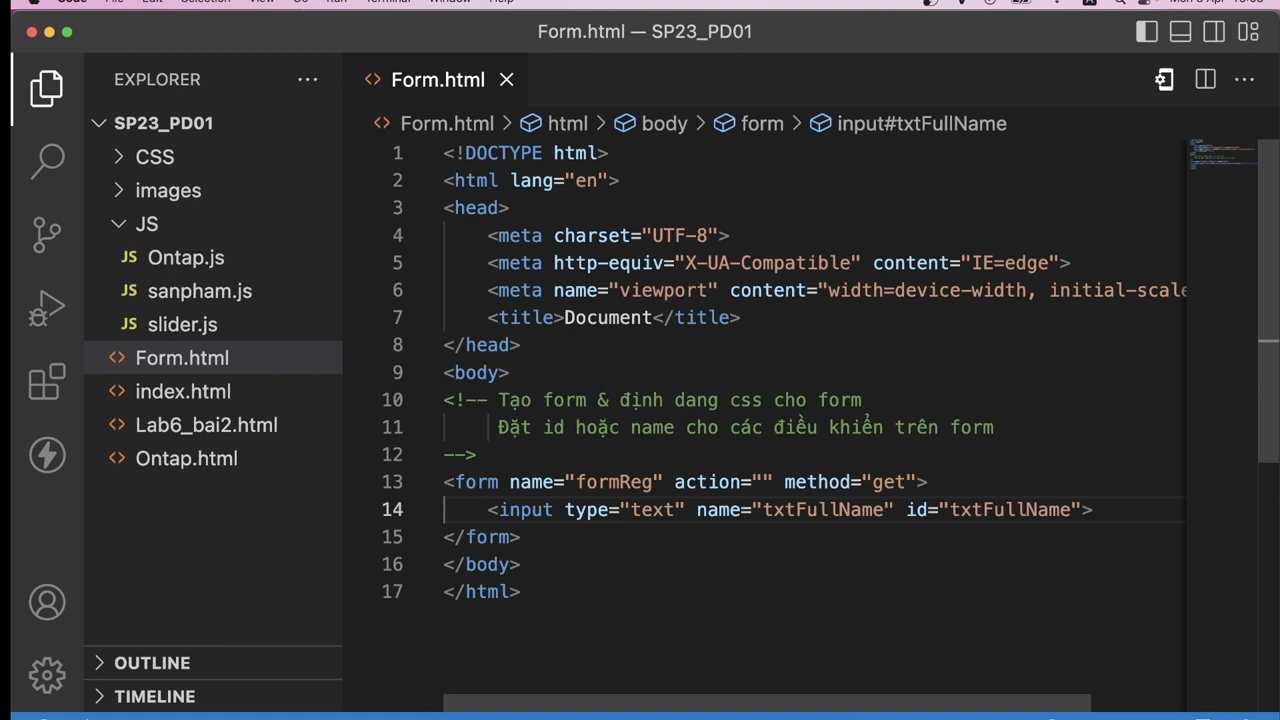 Form.html — SP23_PD01
EXPLORER
SP23_PD01
CSS
images
JS
JS Ontap.js
JS sanpham.js
JS slider.js
<> Form.html
<> index.html
<> Lab6_bai2.html
<> Ontap.html
OUTLINE
TIMELINE
<> Form.html ×
<> Form.html > html > body > form > input#txtFullName
1 <!DOCTYPE html>
2 <html lang="en">
3 <head>
4 <meta charset="UTF-8">
5 <meta http-equiv="X-UA-Compatible" content="IE=edge">
6 <meta name="viewport" content="width=device-width, initial-scale
7 <title>Document</title>
8 </head>
9 <body>
10 <!-- Tạo form & định dang css cho form
11 Đặt id hoặc name cho các điều khiển trên form
12 -->
13 <form name="formReg" action="" method="get">
14 <input type="text" name="txtFullName" id="txtFullName">
15 </form>
16 </body>
17 </html>